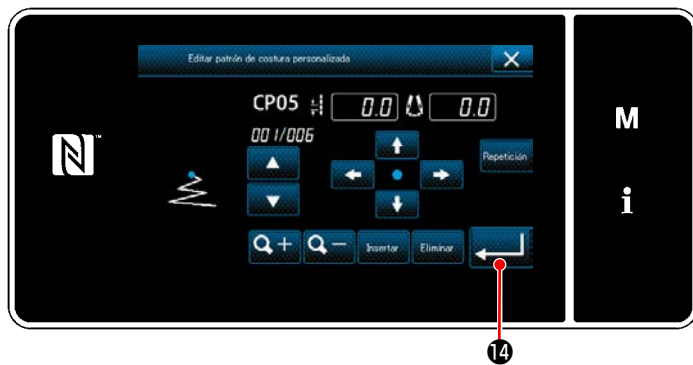 Editar patrón de costura personalizada
CP05 0.0 0.0
001/006
Repetición
Insertar Eliminar
M
i
14